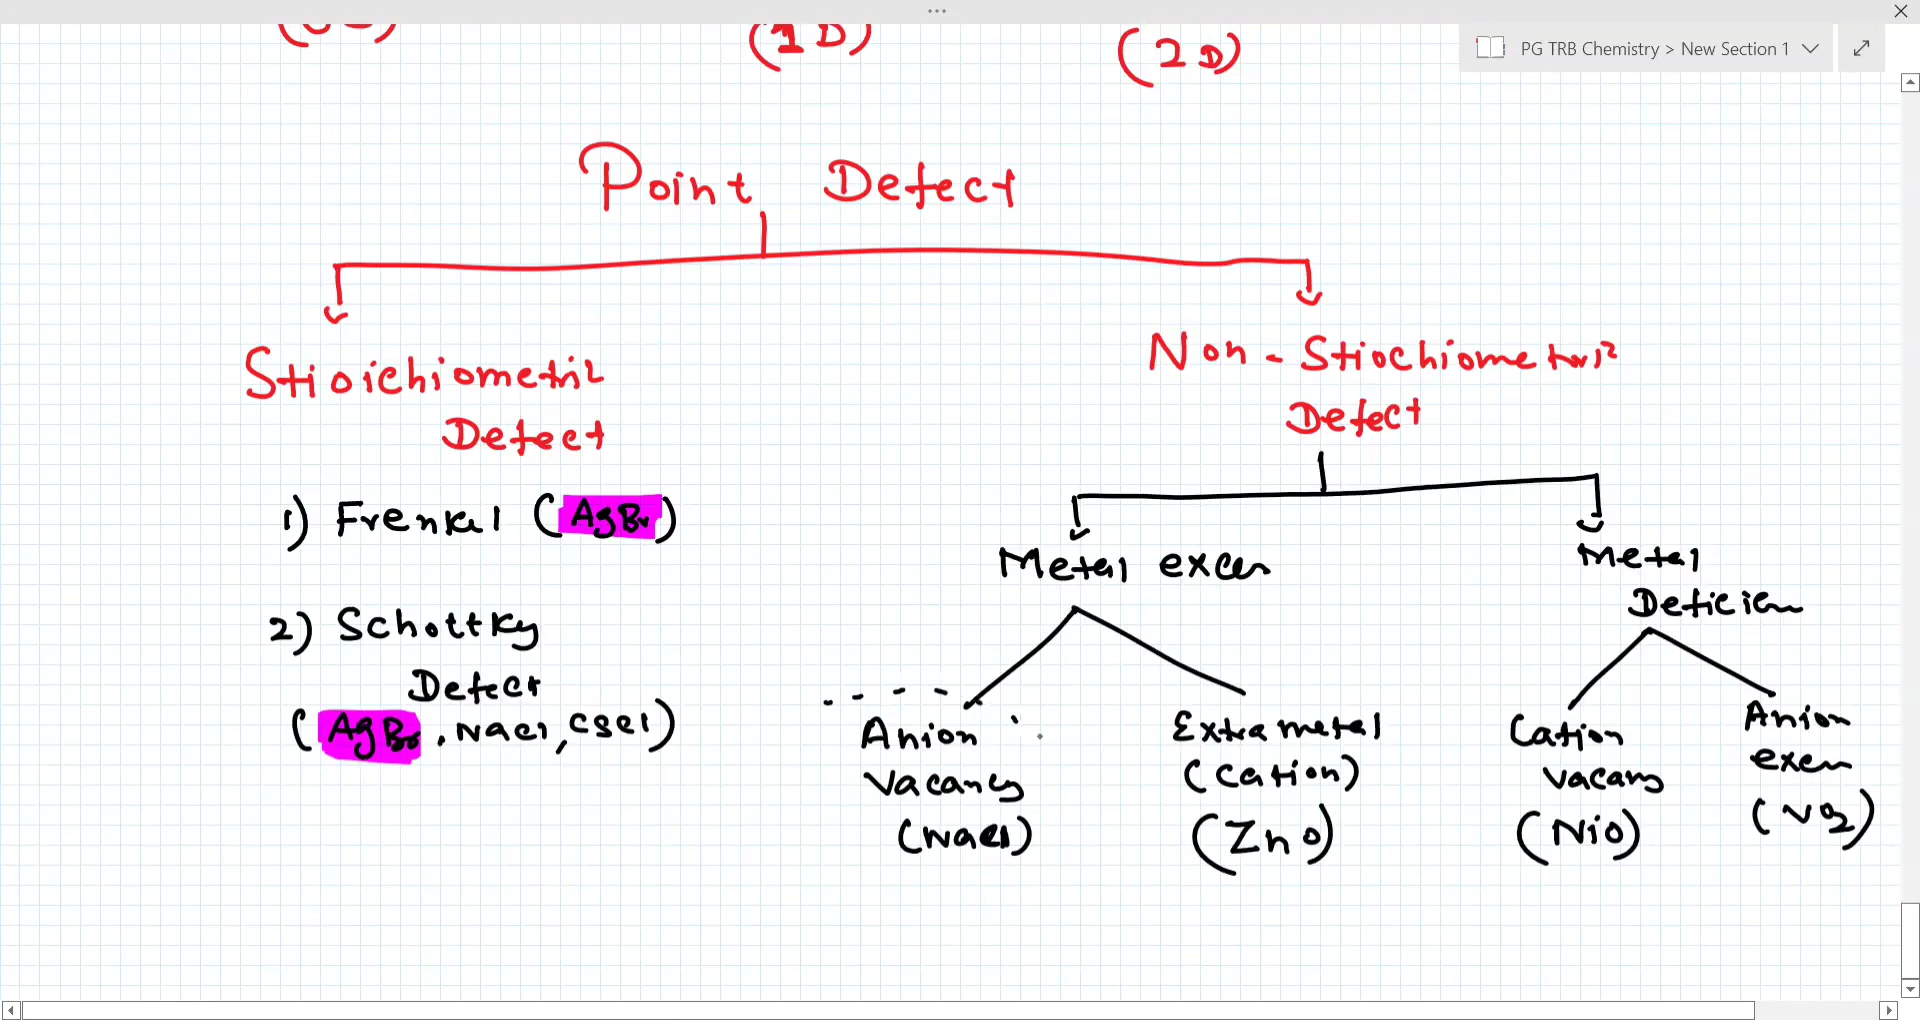 PG TRB Chemistry > New Section 1
(1D)
(2D)
Point Defect
Stioichiometric
Defect
Non-Stiochiometric
Defect
1) Frenkel (AgBr)
2) Schottky
Defect
(AgBr, NaCl, CsCl)
Metal excess
Metal
Deficien
Anion
Vacancy
(NaCl)
Extra metal
(Cation)
(ZnO)
Cation
vacancy
(NiO)
Anion
excess